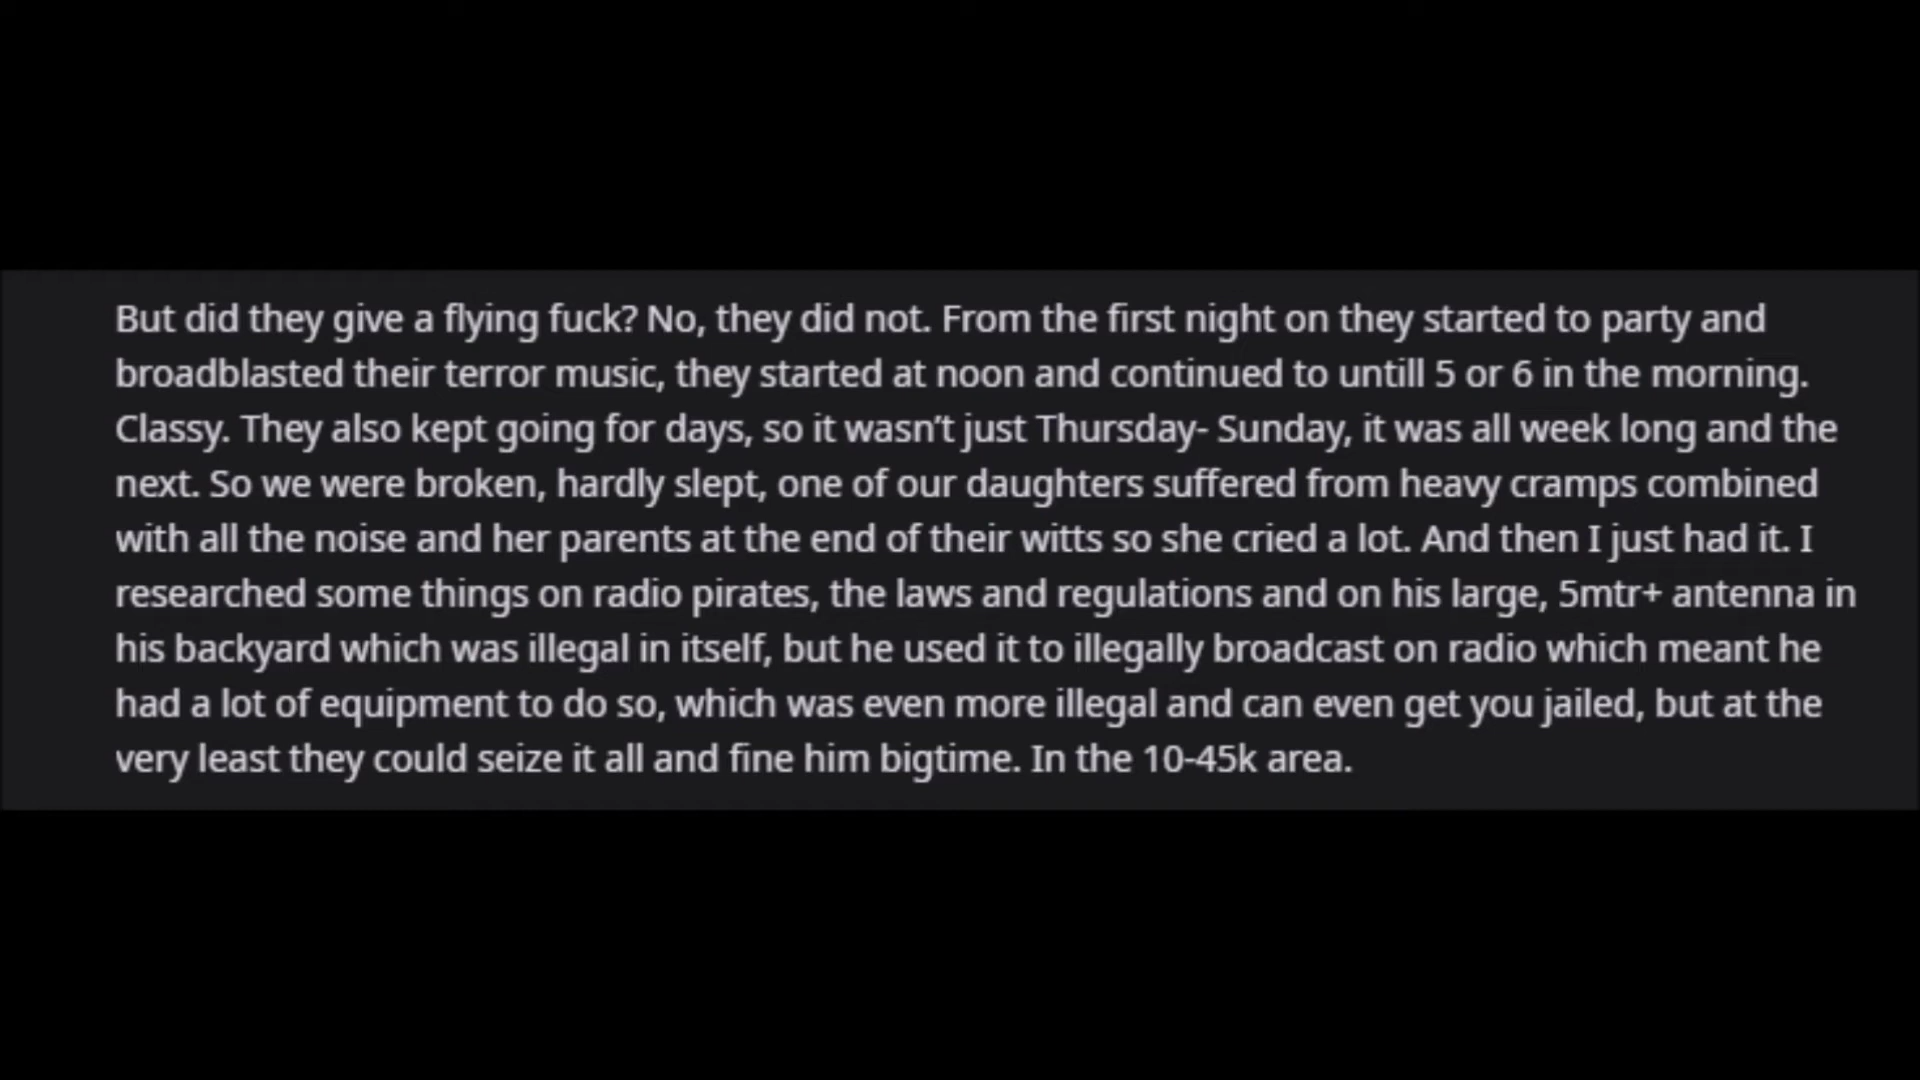 But did they give a flying fuck? No, they did not. From the first night on they started to party and
broadblasted their terror music, they started at noon and continued to untill 5 or 6 in the morning.
Classy. They also kept going for days, so it wasn’t just Thursday- Sunday, it was all week long and the
next. So we were broken, hardly slept, one of our daughters suffered from heavy cramps combined
with all the noise and her parents at the end of their witts so she cried a lot. And then I just had it. I
researched some things on radio pirates, the laws and regulations and on his large, 5mtr+ antenna in
his backyard which was illegal in itself, but he used it to illegally broadcast on radio which meant he
had a lot of equipment to do so, which was even more illegal and can even get you jailed, but at the
very least they could seize it all and fine him bigtime. In the 10-45k area.